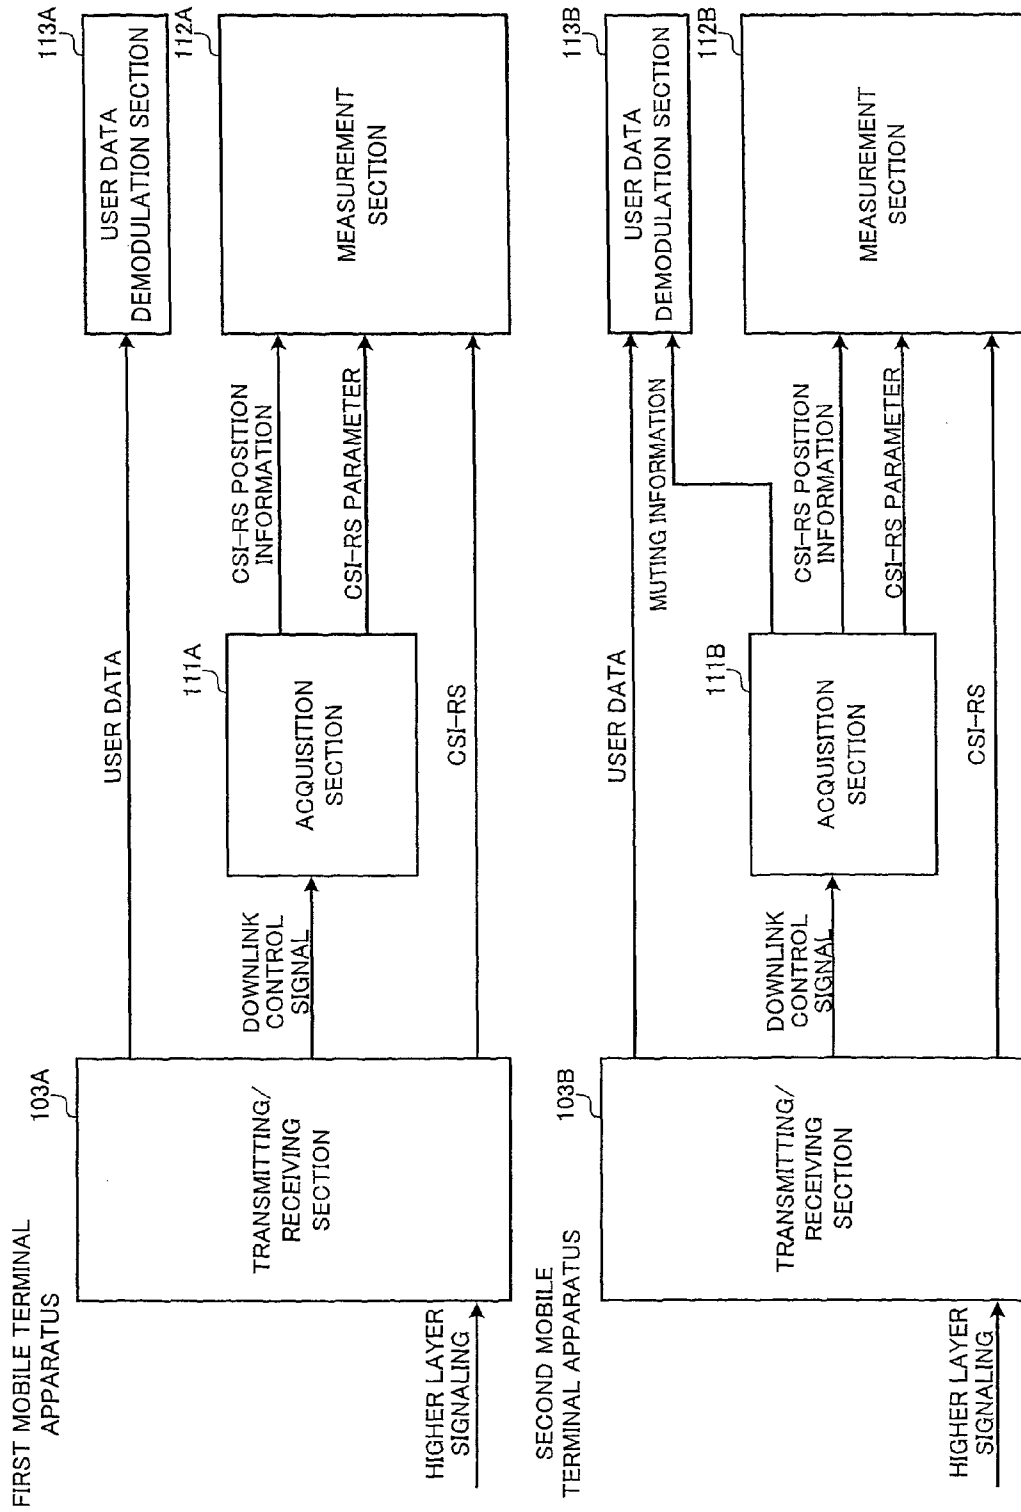 FIRST MOBILE TERMINAL
APPARATUS
HIGHER LAYER
SIGNALING
103A
TRANSMITTING/
RECEIVING
SECTION
USER DATA
DOWNLINK
CONTROL
SIGNAL
CSI-RS
111A
ACQUISITION
SECTION
CSI-RS POSITION
INFORMATION
CSI-RS PARAMETER
113A
USER DATA
DEMODULATION SECTION
112A
MEASUREMENT
SECTION
SECOND MOBILE
TERMINAL APPARATUS
HIGHER LAYER
SIGNALING
103B
TRANSMITTING/
RECEIVING
SECTION
USER DATA
DOWNLINK
CONTROL
SIGNAL
CSI-RS
111B
ACQUISITION
SECTION
MUTING INFORMATION
CSI-RS POSITION
INFORMATION
CSI-RS PARAMETER
113B
USER DATA
DEMODULATION SECTION
112B
MEASUREMENT
SECTION